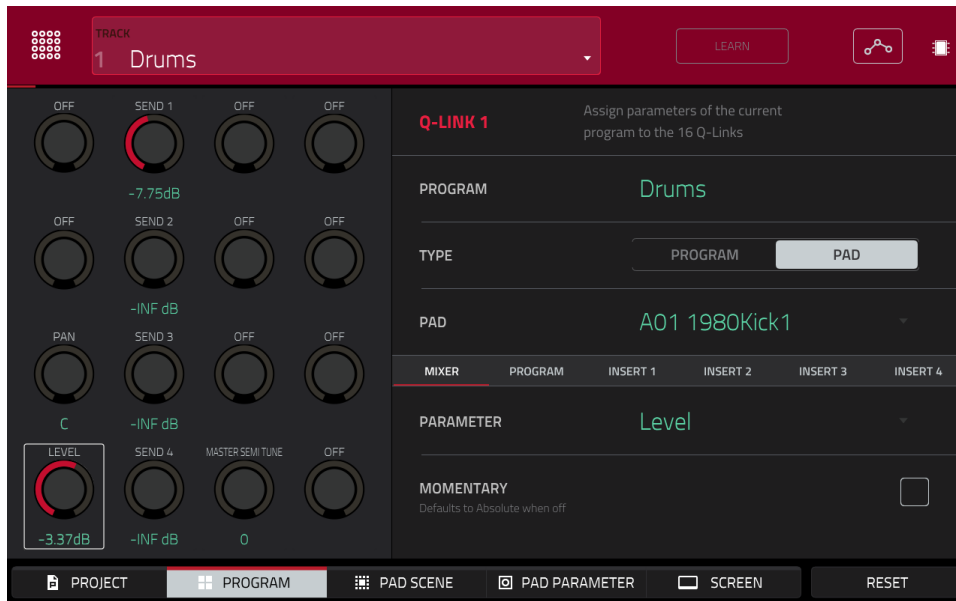 TRACK
1 Drums
LEARN
OFF SEND 1 OFF OFF
-7.75dB
OFF SEND 2 OFF OFF
-INF dB
PAN SEND 3 OFF OFF
C -INF dB
LEVEL SEND 4 MASTER SEMI TUNE OFF
-3.37dB -INF dB 0
Q-LINK 1
Assign parameters of the current
program to the 16 Q-Links
PROGRAM Drums
TYPE PROGRAM PAD
PAD A01 1980Kick1
MIXER PROGRAM INSERT 1 INSERT 2 INSERT 3 INSERT 4
PARAMETER Level
MOMENTARY
Defaults to Absolute when off
PROJECT PROGRAM PAD SCENE PAD PARAMETER SCREEN RESET